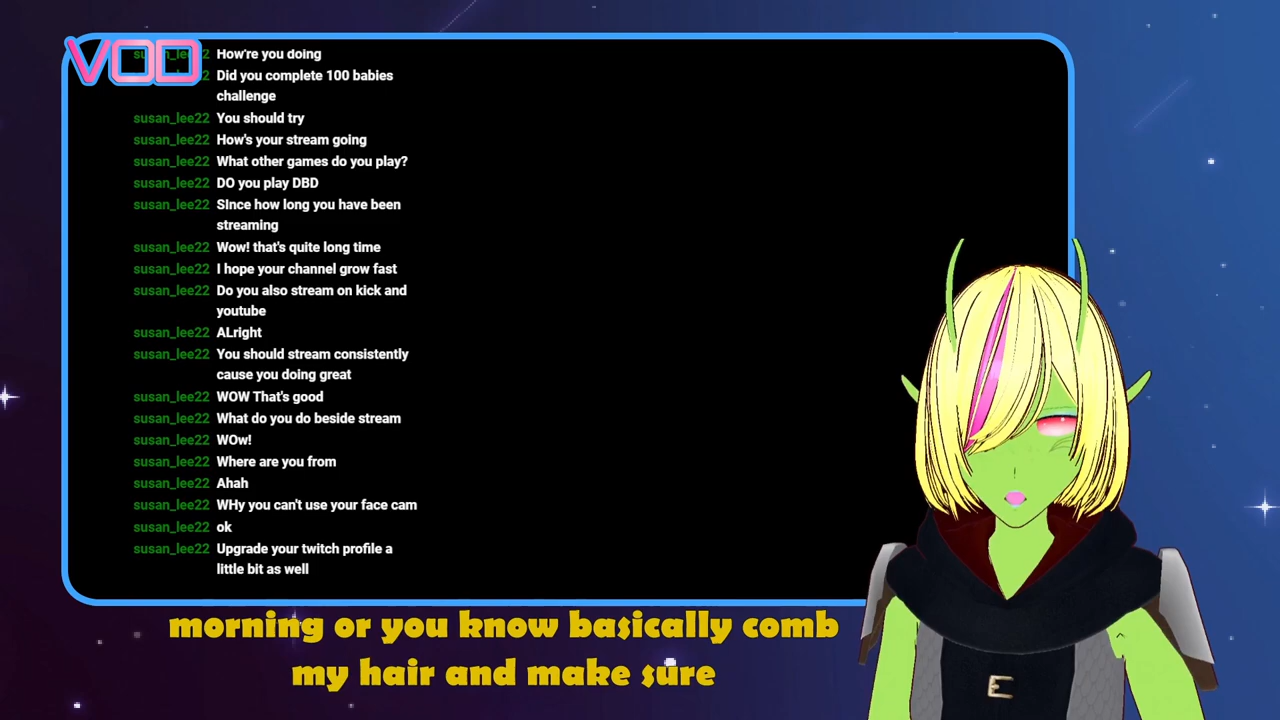 VOD
How're you doing
Did you complete 100 babies
challenge
susan_lee22 You should try
susan_lee22 How's your stream going
susan_lee22 What other games do you play?
susan_lee22 DO you play DBD
susan_lee22 SInce how long you have been
streaming
susan_lee22 Wow! that's quite long time
susan_lee22 I hope your channel grow fast
susan_lee22 Do you also stream on kick and
youtube
susan_lee22 ALright
susan_lee22 You should stream consistently
cause you doing great
susan_lee22 WOW That's good
susan_lee22 What do you do beside stream
susan_lee22 WOw!
susan_lee22 Where are you from
susan_lee22 Ahah
susan_lee22 WHy you can't use your face cam
susan_lee22 ok
susan_lee22 Upgrade your twitch profile a
little bit as well
morning or you know basically comb
my hair and make sure